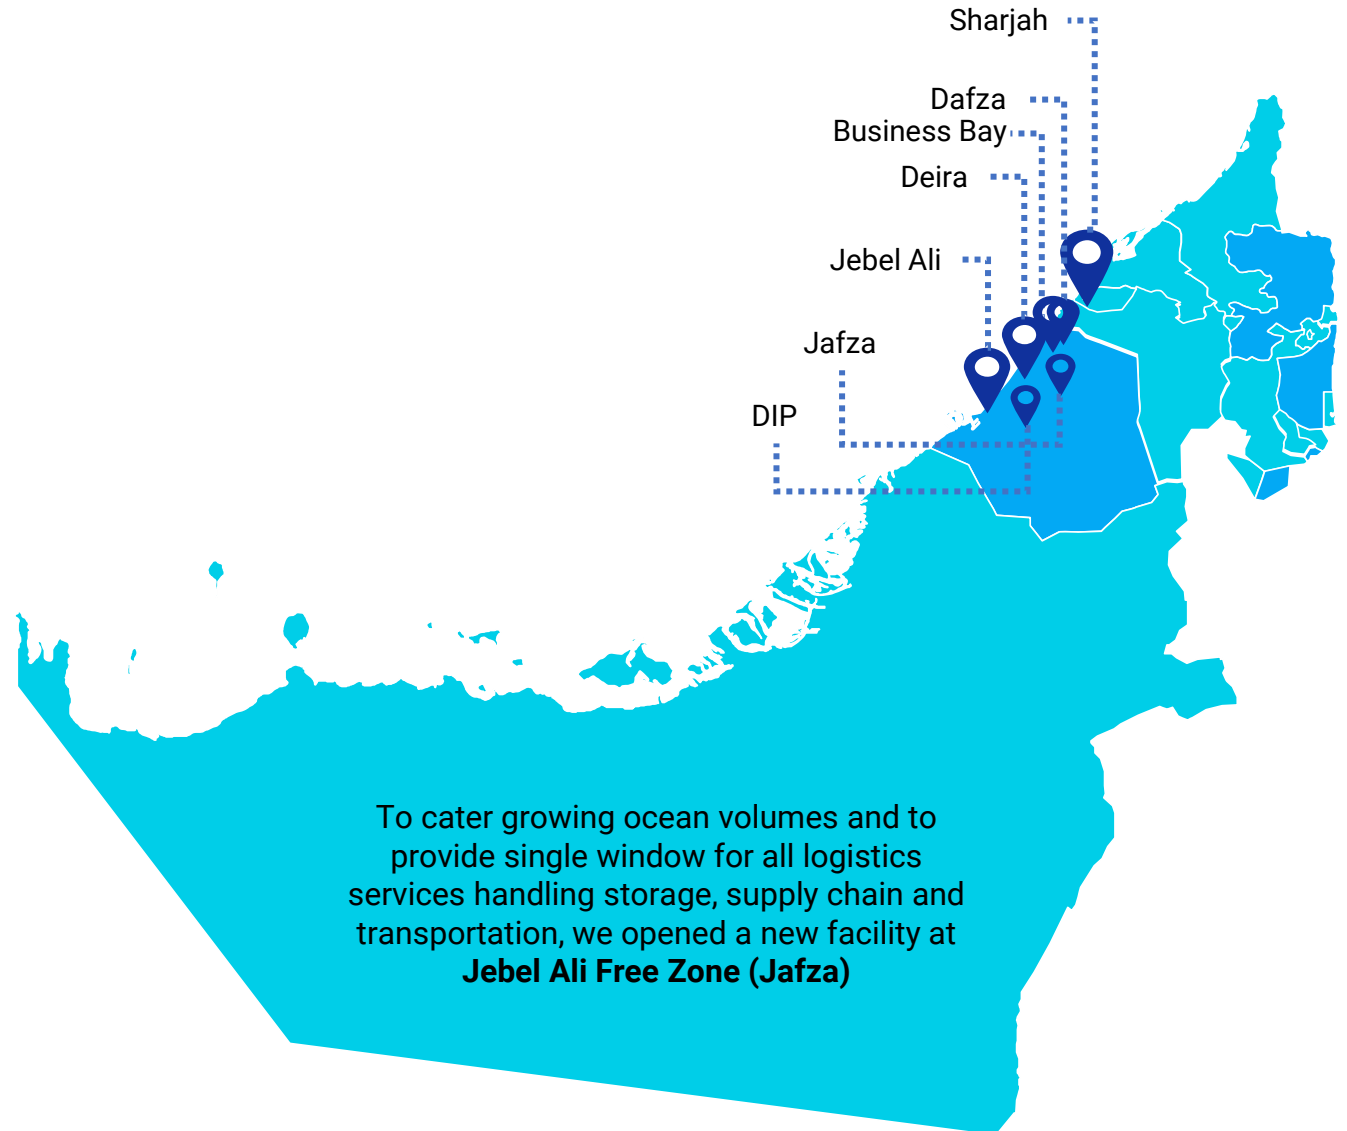 Sharjah
Dafza
Business Bay
Deira
Jebel Ali
Jafza
DIP
To cater growing ocean volumes and to
provide single window for all logistics
services handling storage, supply chain and
transportation, we opened a new facility at
Jebel Ali Free Zone (Jafza)